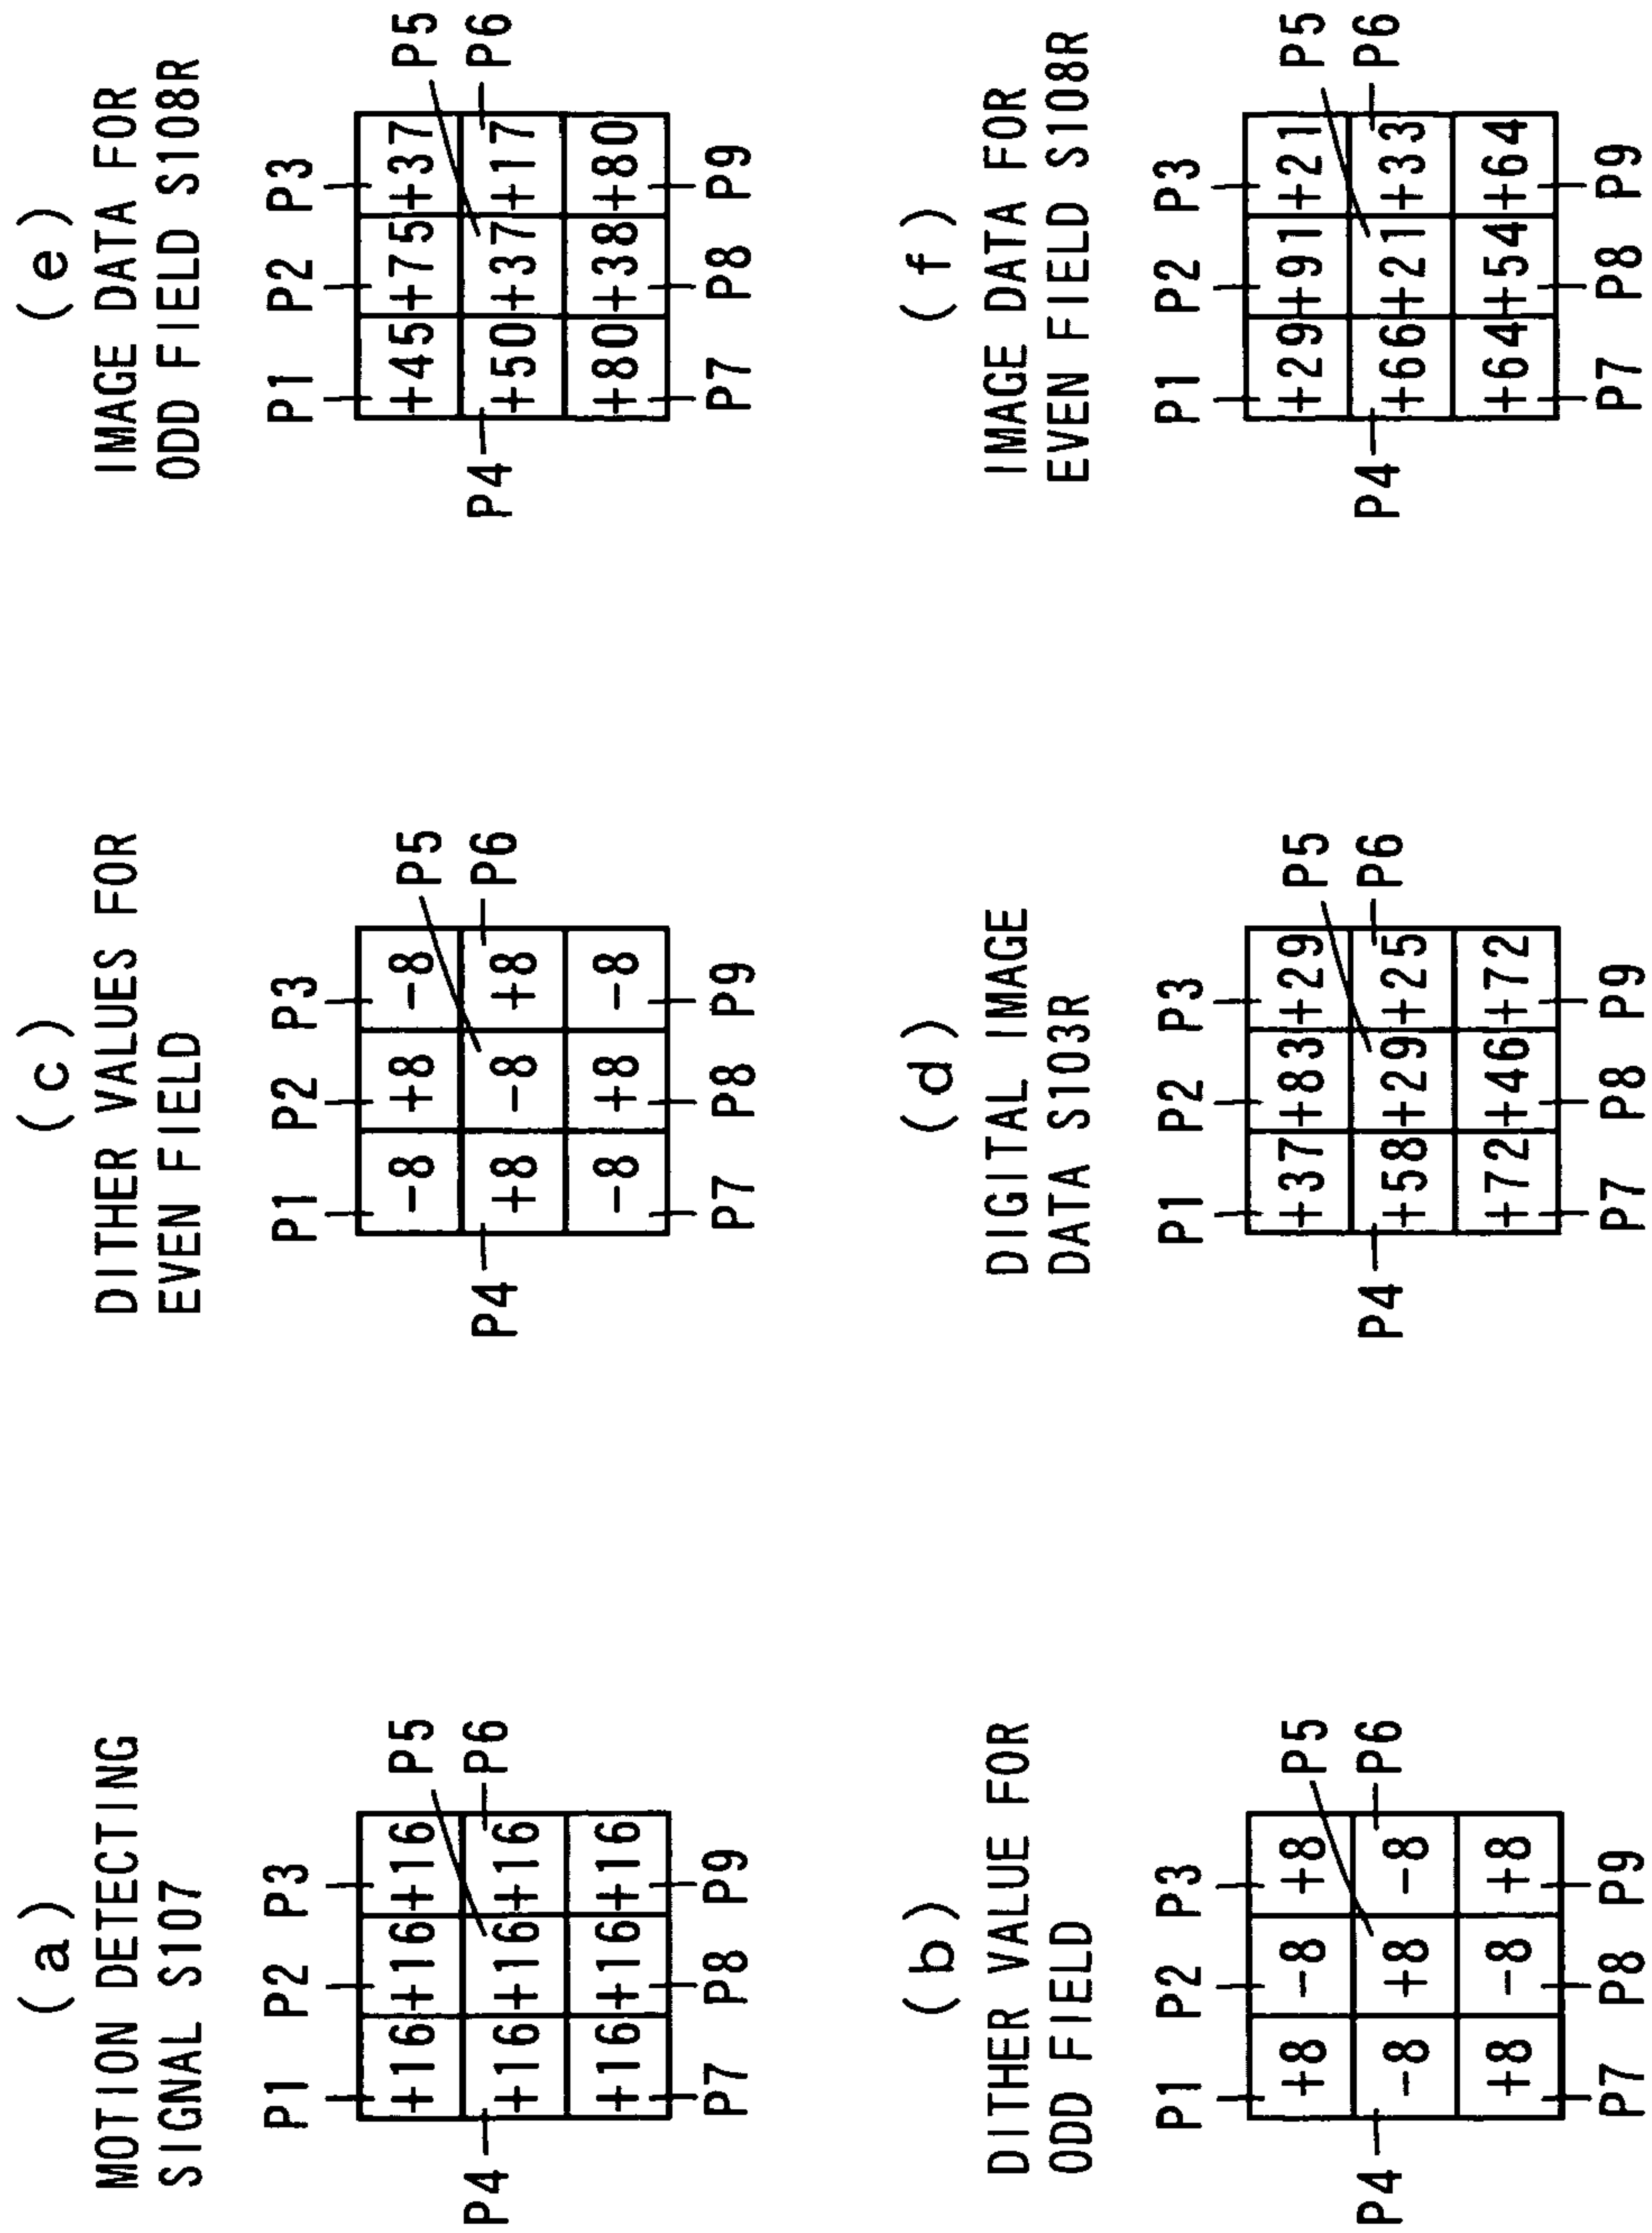 (a)
MOTION DETECTING
SIGNAL S107
P1 P2 P3
+16 +16 +16 P5
P4 +16 +16 +16 P6
+16 +16 +16
P7 P8 P9
(b)
DITHER VALUE FOR
ODD FIELD
P1 P2 P3
+8 -8 +8 P5
P4 -8 +8 -8 P6
+8 -8 +8
P7 P8 P9
(c)
DITHER VALUES FOR
EVEN FIELD
P1 P2 P3
-8 +8 -8 P5
P4 +8 -8 +8 P6
-8 +8 -8
P7 P8 P9
(d)
DIGITAL IMAGE
DATA S103R
P1 P2 P3
+37 +83 +29 P5
P4 +58 +29 +25 P6
+72 +46 +72
P7 P8 P9
(e)
IMAGE DATA FOR
ODD FIELD S108R
P1 P2 P3
+45 +75 +37 P5
P4 +50 +37 +17 P6
+80 +38 +80
P7 P8 P9
(f)
IMAGE DATA FOR
EVEN FIELD S108R
P1 P2 P3
+29 +91 +21 P5
P4 +66 +21 +33 P6
+64 +54 +64
P7 P8 P9